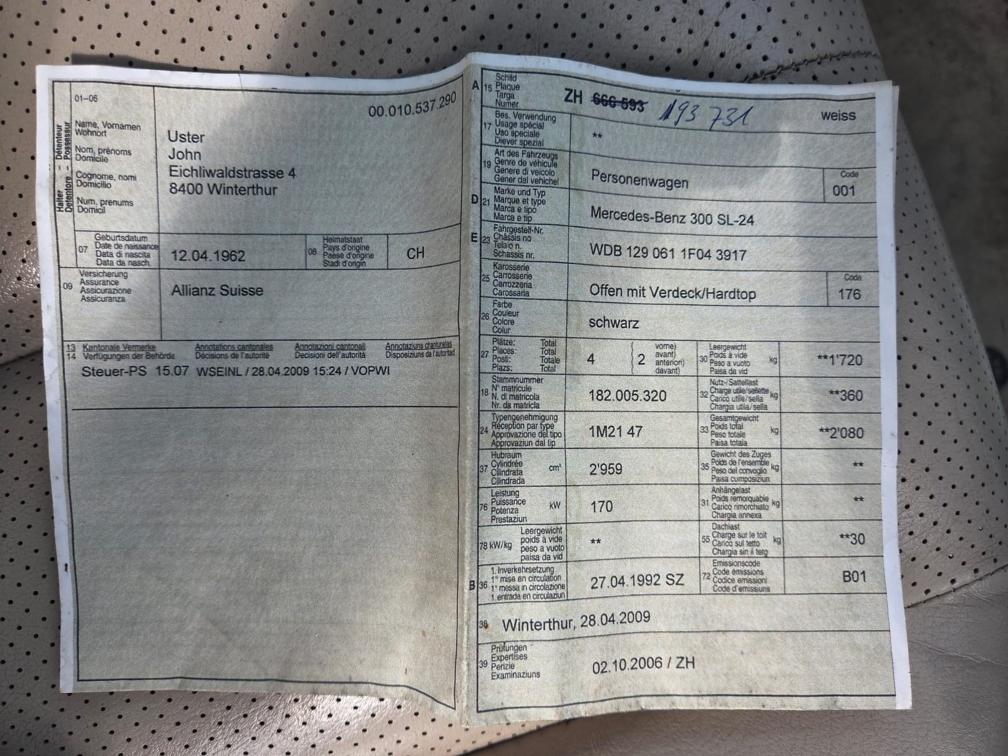 01-06
00.010.537.290
Halter - Détenteur
Detentore - Possessur
Name, Vornamen
Wohnort
Nom, prénoms
Domicile
Cognome, nomi
Domicilio
Num, prenums
Domicil
Uster
John
Eichliwaldstrasse 4
8400 Winterthur
07
Geburtsdatum
Date de naissance
Data di nascita
Data da nasch.
12.04.1962
08
Heimatstaat
Pays d'origine
Paese d'origine
Stadi d'origin
CH
09
Versicherung
Assurance
Assicurazione
Assicuranza
Allianz Suisse
13 Kantonale Vermerke Annotations cantonales Annotazioni cantonali Annotaziuns chantunalas
14 Verfügungen der Behörde Décisions de l'autorité Decisioni dell'autorità Disposiziuns da l'autoritad
Steuer-PS 15.07 WSEINL / 28.04.2009 15:24 / VOPWI
A 15
Schild
Plaque
Targa
Numer
ZH 666 593 193 731 weiss
17
Bes. Verwendung
Usage spécial
Uso speciale
Diever spezial
**
19
Art des Fahrzeugs
Genre de véhicule
Genere di veicolo
Gener dal vehichel
Personenwagen
Code
001
D 21
Marke und Typ
Marque et type
Marca e tipo
Marca e tip
Mercedes-Benz 300 SL-24
E 23
Fahrgestell-Nr.
Châssis no
Telaio n.
Schassis nr.
WDB 129 061 1F04 3917
25
Karosserie
Carrosserie
Carrozzeria
Carossaria
Offen mit Verdeck/Hardtop
Code
176
26
Farbe
Couleur
Colore
Colur
schwarz
27
Plätze: Total
Places: Total
Posti: Totale
Plazs: Total
4
2
vorne)
avant)
anteriori)
davant)
30
Leergewicht
Poids à vide
Peso a vuoto
Paisa da vid
kg
**1'720
18
Stammnummer
N° matricule
N. di matricola
Nr. da matricla
182.005.320
32
Nutz-/Sattellast
Charge utile/sellette
Carico utile/sella
Chargia utila/sella
kg
**360
24
Typengenehmigung
Réception par type
Approvazione del tipo
Approvaziun dal tip
1M21 47
33
Gesamtgewicht
Poids total
Peso totale
Paisa totala
kg
**2'080
37
Hubraum
Cylindrée
Cilindrata
Cilindrada
cm³
2'959
35
Gewicht des Zuges
Poids de l'ensemble
Peso del convoglio
Paisa cumposiziun
kg
**
76
Leistung
Puissance
Potenza
Prestaziun
kW
170
31
Anhängelast
Poids remorquable
Carico rimorchiato
Chargia annexa
kg
**
78 kW/kg
Leergewicht
poids à vide
peso a vuoto
paisa da vid
**
55
Dachlast
Charge sur le toit
Carico sul tetto
Chargia sin il tetg
kg
**30
B 36
1. Inverkehrsetzung
1re mise en circulation
1a messa in circolazione
1. entrada en circulaziun
27.04.1992 SZ
72
Emissionscode
Code émissions
Codice emissioni
Code d'emissiuns
B01
38
Winterthur, 28.04.2009
39
Prüfungen
Expertises
Perizie
Examinaziuns
02.10.2006 / ZH